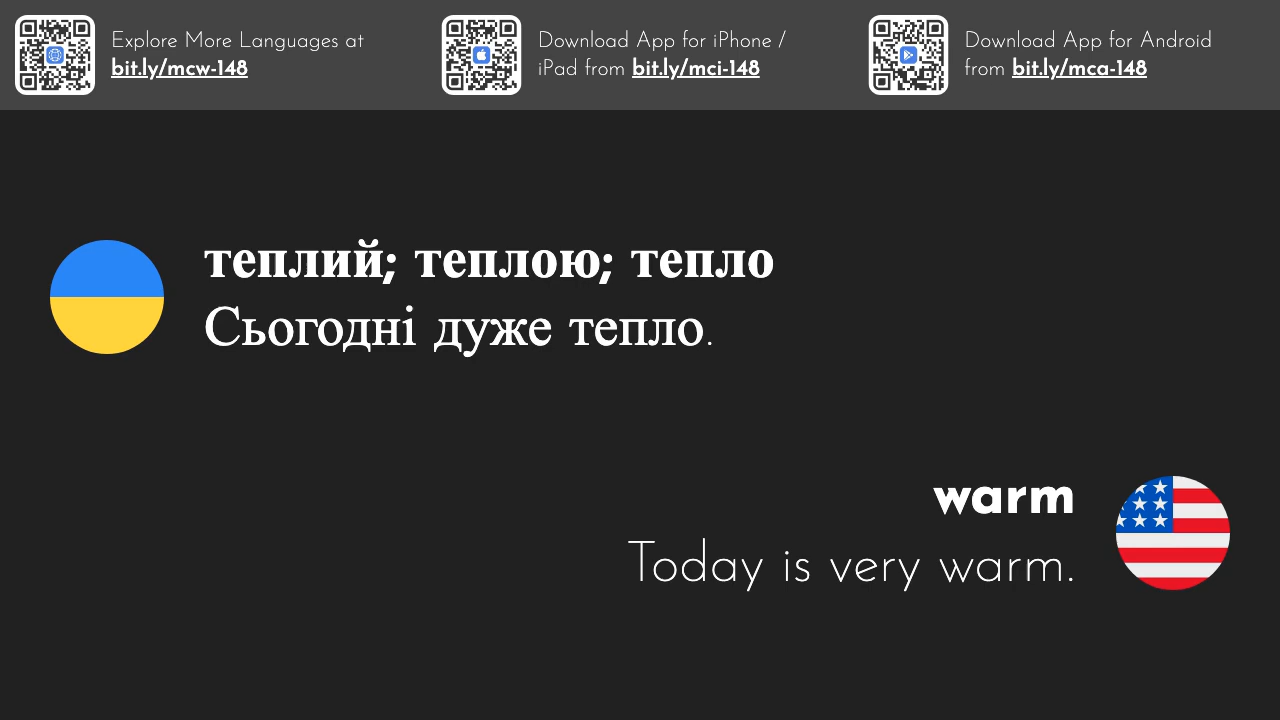 Explore More Languages at
bit.ly/mcw-148
Download App for iPhone /
iPad from bit.ly/mci-148
Download App for Android
from bit.ly/mca-148
теплий; теплою; тепло
Сьогодні дуже тепло.
warm
Today is very warm.